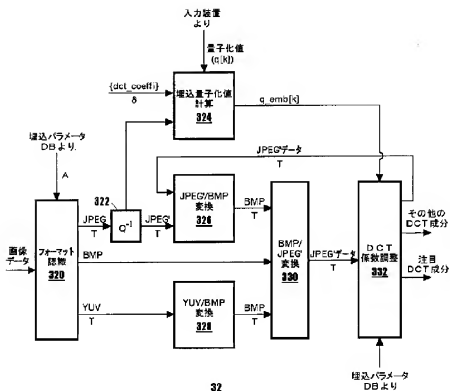 入力装置
より
量子化値
(q[k])
{dct_coeffi}
δ
埋込量子化値
計算
324
q_emb[k]
埋込パラメータ
DBより
A
JPEG'データ
T
322
JPEG
T
Q⁻¹
JPEG'
T
JPEG'/BMP
変換
326
BMP
T
その他の
DCT成分
画像
データ
フォーマット
認識
320
BMP
BMP/
JPEG'
変換
330
JPEG'データ
T
DCT
係数調整
332
注目
DCT成分
YUV
T
YUV/BMP
変換
328
BMP
T
埋込パラメータ
DBより
32